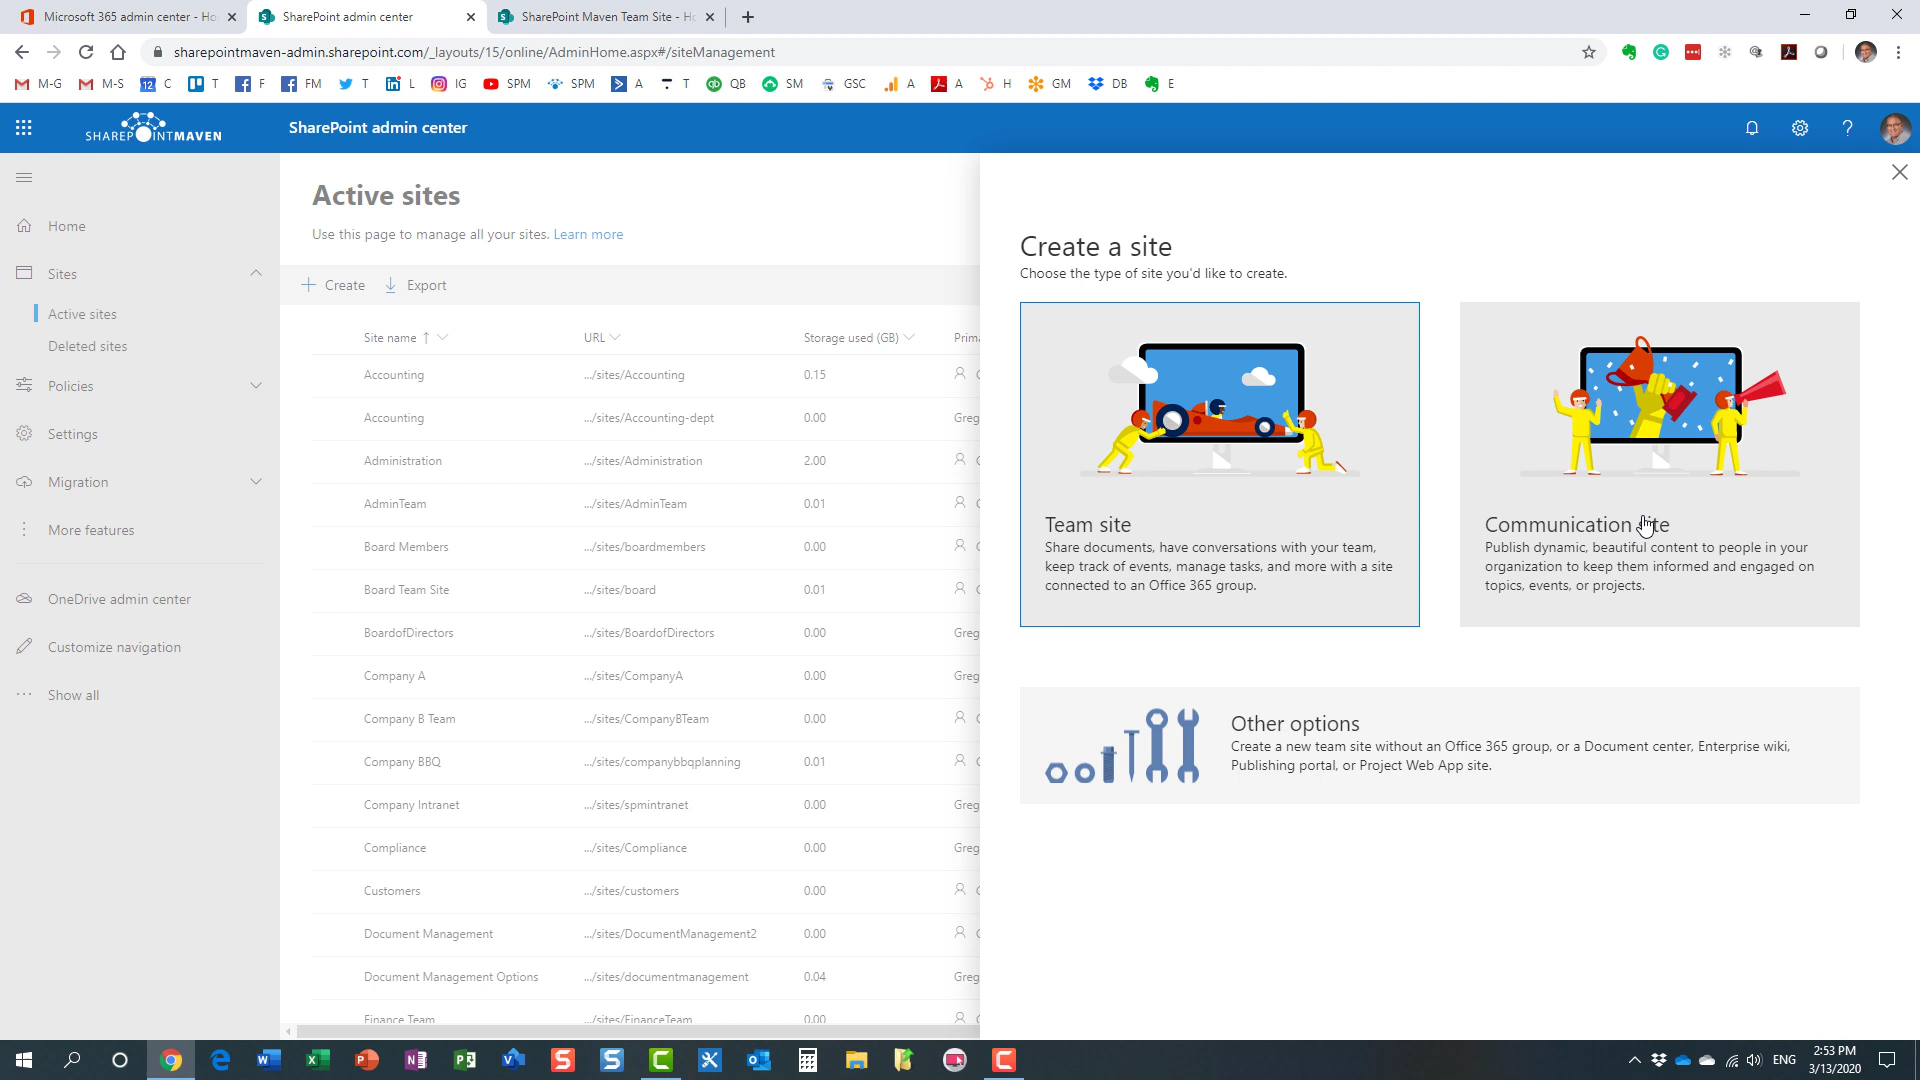 Microsoft 365 admin center - Ho
SharePoint admin center
SharePoint Maven Team Site - Ho
sharepointmaven-admin.sharepoint.com/_layouts/15/online/AdminHome.aspx#/siteManagement
M-G
M-S
12
C
T
F
FM
T
L
IG
SPM
SPM
A
T
QB
SM
GSC
A
A
H
GM
DB
E
SHAREPOINTMAVEN
SharePoint admin center
Home
Sites
Active sites
Deleted sites
Policies
Settings
Migration
More features
OneDrive admin center
Customize navigation
Show all
Active sites
Use this page to manage all your sites. Learn more
Create
Export
Site name
URL
Storage used (GB)
Accounting .../sites/Accounting 0.15
Accounting .../sites/Accounting-dept 0.00 Greg
Administration .../sites/Administration 2.00
AdminTeam .../sites/AdminTeam 0.01
Board Members .../sites/boardmembers 0.00
Board Team Site .../sites/board 0.01
BoardofDirectors .../sites/BoardofDirectors 0.00 Greg
Company A .../sites/CompanyA 0.00 Greg
Company B Team .../sites/CompanyBTeam 0.00
Company BBQ .../sites/companybbqplanning 0.01
Company Intranet .../sites/spmintranet 0.00 Greg
Compliance .../sites/Compliance 0.00 Greg
Customers .../sites/customers 0.00
Document Management .../sites/DocumentManagement2 0.00
Document Management Options .../sites/documentmanagement 0.04 Greg
Finance Team .../sites/FinanceTeam 0.00
Create a site
Choose the type of site you'd like to create.
Team site
Share documents, have conversations with your team,
keep track of events, manage tasks, and more with a site
connected to an Office 365 group.
Communication site
Publish dynamic, beautiful content to people in your
organization to keep them informed and engaged on
topics, events, or projects.
Other options
Create a new team site without an Office 365 group, or a Document center, Enterprise wiki,
Publishing portal, or Project Web App site.
ENG
2:53 PM
3/13/2020